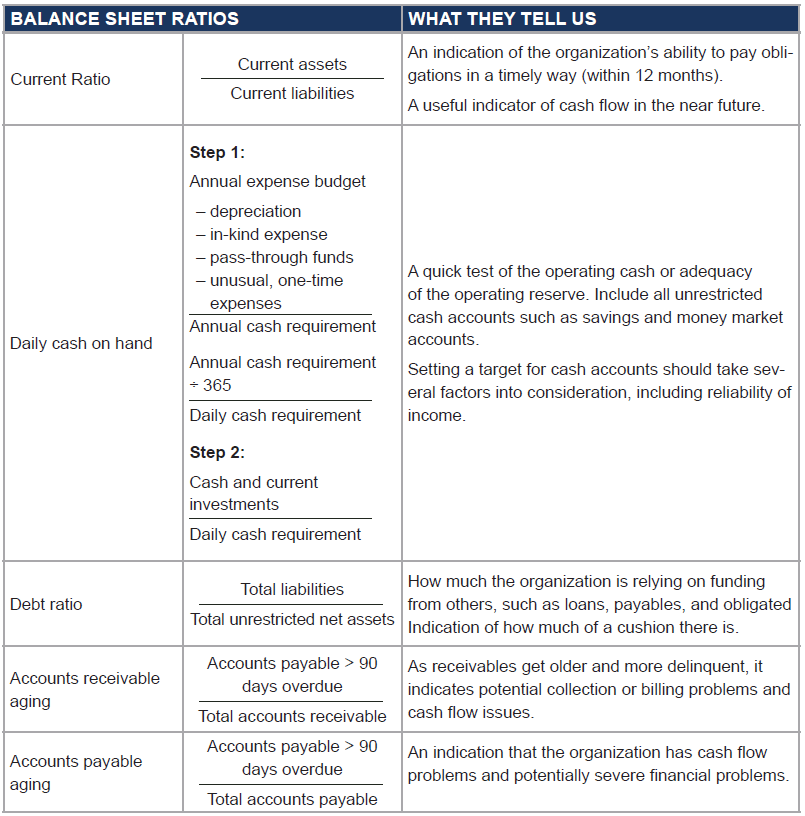 BALANCE SHEET RATIOS
WHAT THEY TELL US
Current Ratio
Current assets
Current liabilities
An indication of the organization's ability to pay obli-
gations in a timely way (within 12 months).
A useful indicator of cash flow in the near future.
Daily cash on hand
Step 1:
Annual expense budget
– depreciation
– in-kind expense
– pass-through funds
– unusual, one-time
expenses
Annual cash requirement
Annual cash requirement
÷ 365
Daily cash requirement
Step 2:
Cash and current
investments
Daily cash requirement
A quick test of the operating cash or adequacy
of the operating reserve. Include all unrestricted
cash accounts such as savings and money market
accounts.
Setting a target for cash accounts should take sev-
eral factors into consideration, including reliability of
income.
Debt ratio
Total liabilities
Total unrestricted net assets
How much the organization is relying on funding
from others, such as loans, payables, and obligated
Indication of how much of a cushion there is.
Accounts receivable
aging
Accounts payable > 90
days overdue
Total accounts receivable
As receivables get older and more delinquent, it
indicates potential collection or billing problems and
cash flow issues.
Accounts payable
aging
Accounts payable > 90
days overdue
Total accounts payable
An indication that the organization has cash flow
problems and potentially severe financial problems.